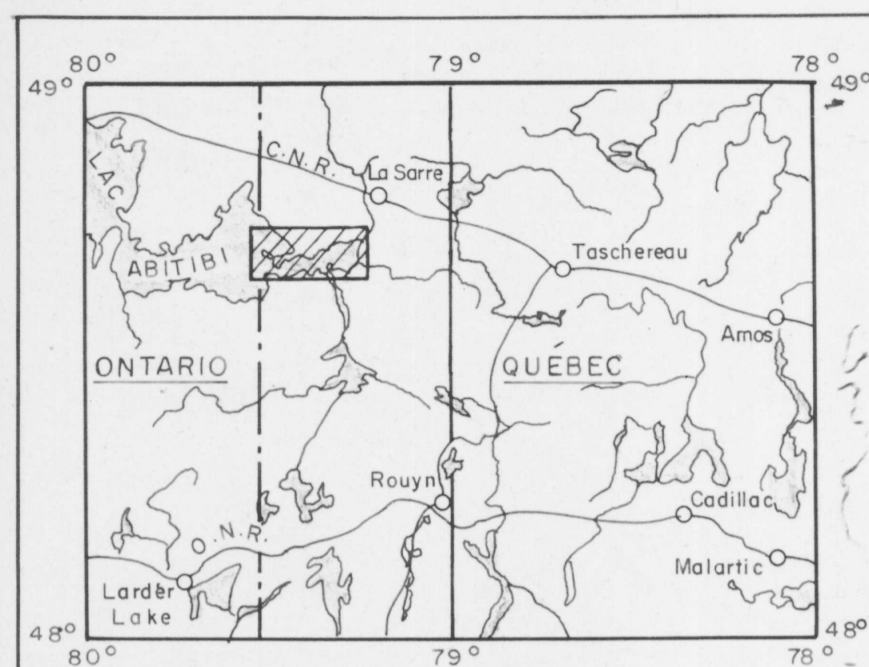 80° 79° 78°
49° 49°
C.N.R.
La Sarre
LAC
ABITIBI
Taschereau
Amos
ONTARIO QUÉBEC
Rouyn
Cadillac
O.N.R.
Malartic
Larder
Lake
48° 48°
80° 79° 78°